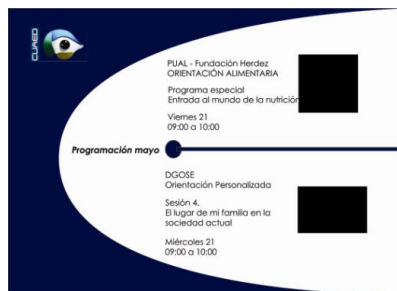 CUAED
PUAL - Fundación Herdez
ORIENTACIÓN ALIMENTARIA
Programa especial
Entrada al mundo de la nutrición
Viernes 21
09:00 a 10:00
Programación mayo
DGOSE
Orientación Personalizada
Sesión 4.
El lugar de mi familia en la
sociedad actual
Miércoles 21
09:00 a 10:00